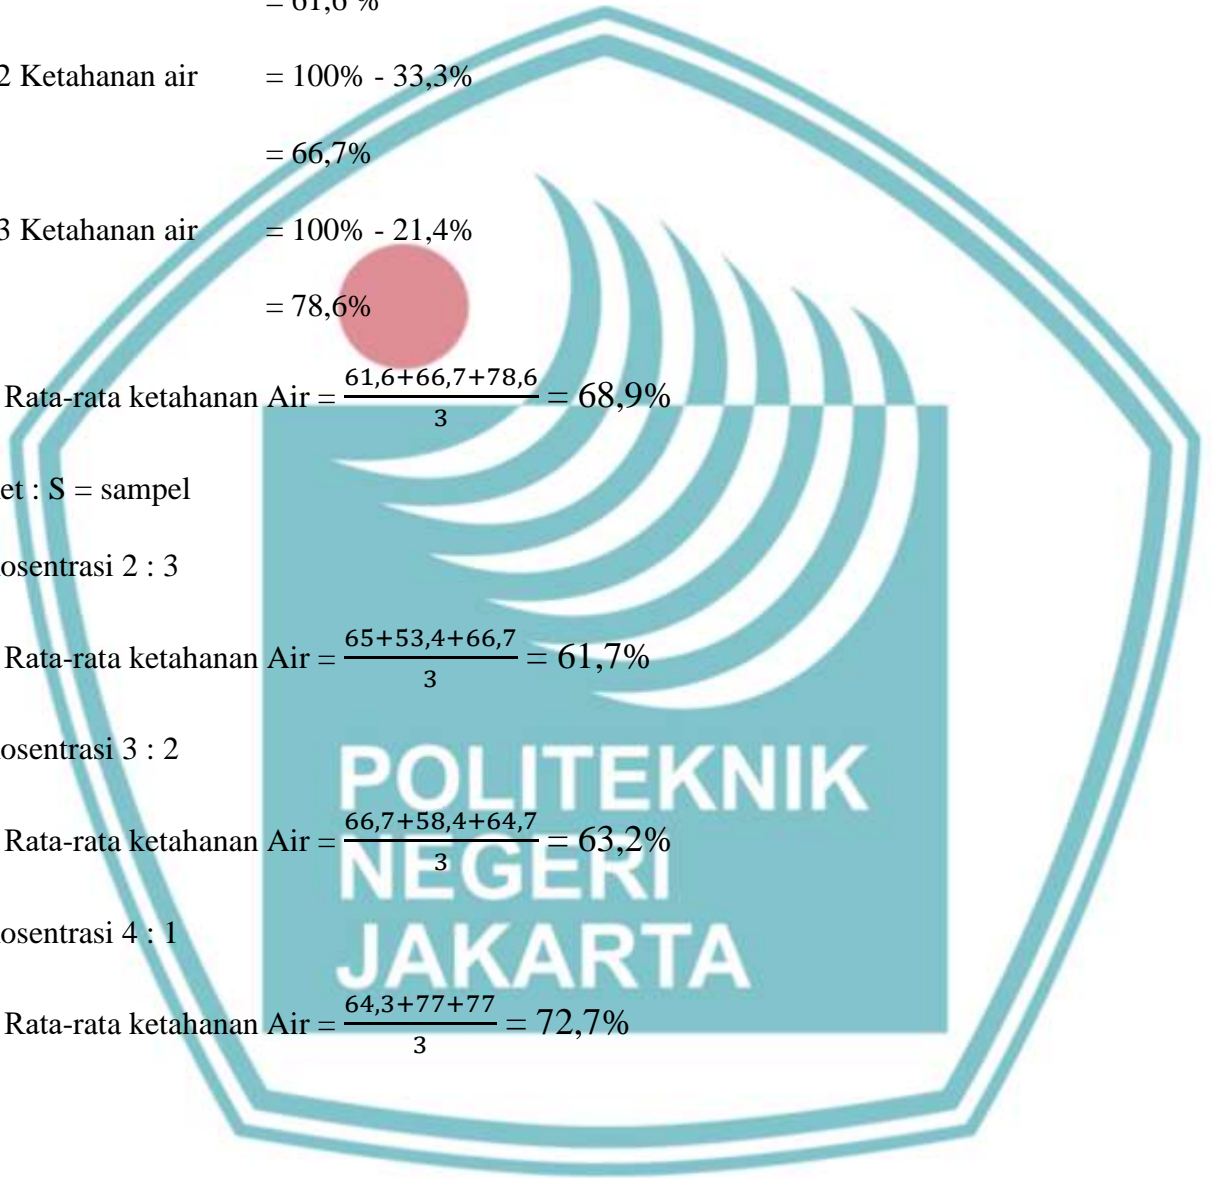 = 61,6 %
2 Ketahanan air = 100% - 33,3%
= 66,7%
3 Ketahanan air = 100% - 21,4%
= 78,6%
Rata-rata ketahanan Air = \frac{61,6+66,7+78,6}{3} = 68,9%
et : S = sampel
osentrasi 2 : 3
Rata-rata ketahanan Air = \frac{65+53,4+66,7}{3} = 61,7%
osentrasi 3 : 2
Rata-rata ketahanan Air = \frac{66,7+58,4+64,7}{3} = 63,2%
osentrasi 4 : 1
Rata-rata ketahanan Air = \frac{64,3+77+77}{3} = 72,7%
POLITEKNIK
NEGERI
JAKARTA